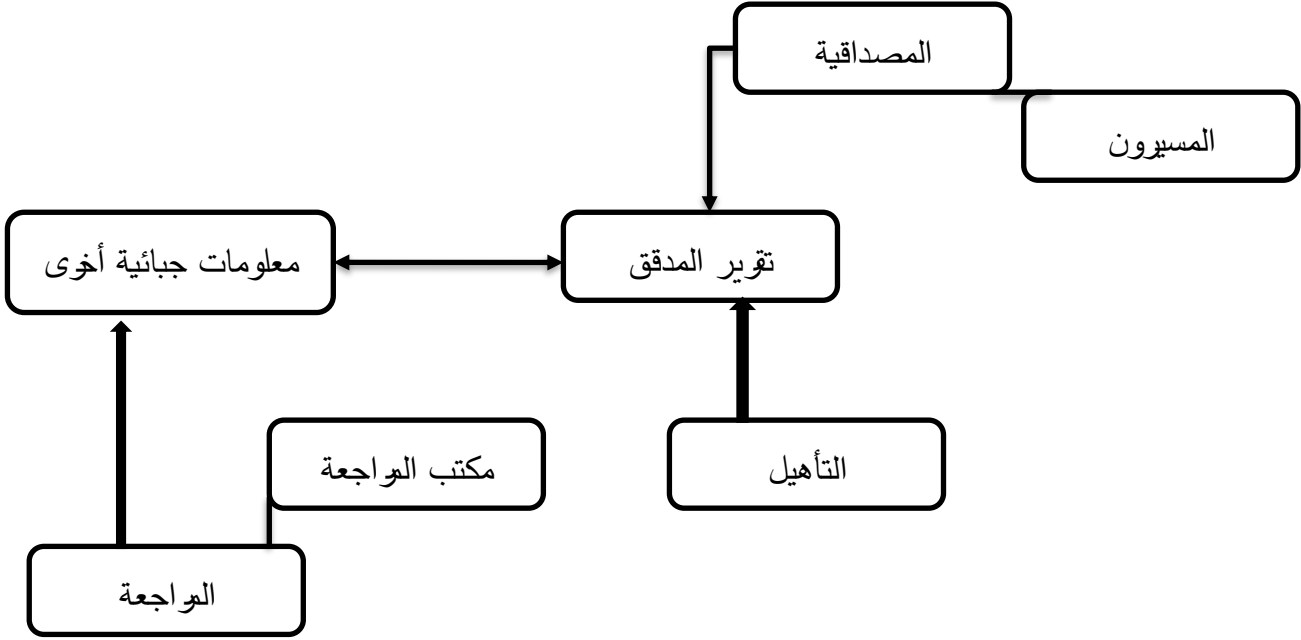 المصداقية
المسيرون
تقرير المدقق
معلومات جبائية أخرى
مكتب المراجعة
التأهيل
المراجعة